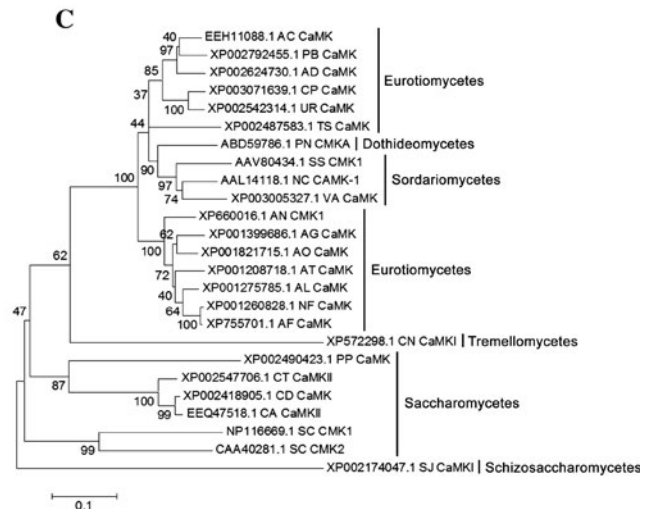 C
40
EEH11088.1 AC CaMK
97
XP002792455.1 PB CaMK
85
XP002624730.1 AD CaMK
Eurotiomycetes
37
XP003071639.1 CP CaMK
100
XP002542314.1 UR CaMK
44
XP002487583.1 TS CaMK
ABD59786.1 PN CMKA
Dothideomycetes
90
AAV80434.1 SS CMK1
100
97
AAL14118.1 NC CAMK-1
Sordariomycetes
74
XP003005327.1 VA CaMK
XP660016.1 AN CMK1
62
XP001399686.1 AG CaMK
100
XP001821715.1 AO CaMK
62
72
XP001208718.1 AT CaMK
Eurotiomycetes
40
XP001275785.1 AL CaMK
64
XP001260828.1 NF CaMK
47
100
XP755701.1 AF CaMK
XP572298.1 CN CaMKI
Tremellomycetes
XP002490423.1 PP CaMK
87
XP002547706.1 CT CaMKII
100
XP002418905.1 CD CaMK
Saccharomycetes
99
EEQ47518.1 CA CaMKII
NP116669.1 SC CMK1
99
CAA40281.1 SC CMK2
XP002174047.1 SJ CaMKI
Schizosaccharomycetes
0.1